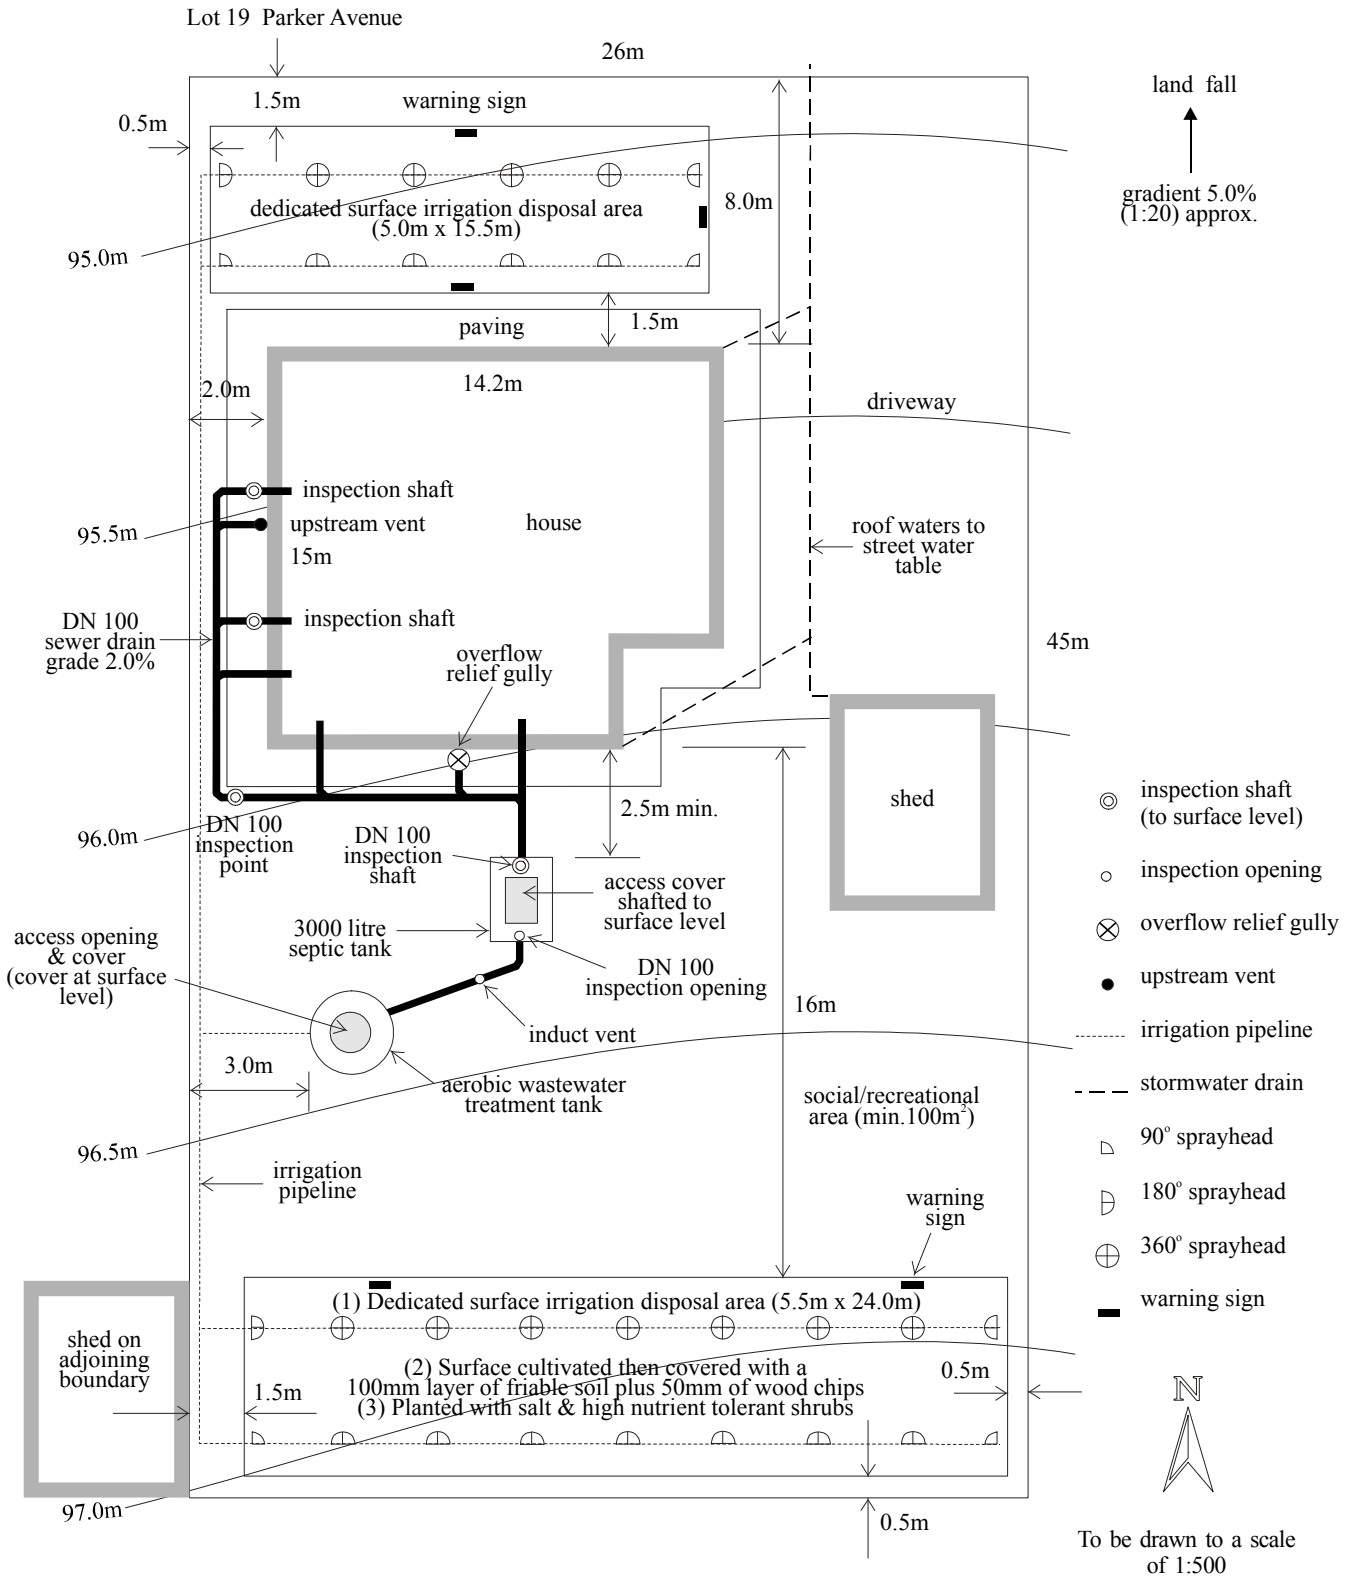 Lot 19 Parker Avenue
26m
land fall
1.5m
warning sign
0.5m
gradient 5.0%
(1:20) approx.
8.0m
dedicated surface irrigation disposal area
(5.0m x 15.5m)
95.0m
1.5m
paving
14.2m
2.0m
driveway
inspection shaft
95.5m
upstream vent
house
15m
roof waters to
street water
table
DN 100
sewer drain
grade 2.0%
inspection shaft
overflow
relief gully
45m
96.0m
DN 100
inspection
point
DN 100
inspection
shaft
2.5m min.
shed
access cover
shafted to
surface level
3000 litre
septic tank
access opening
& cover
(cover at surface
level)
DN 100
inspection opening
induct vent
16m
3.0m
aerobic wastewater
treatment tank
social/recreational
area (min.100m²)
96.5m
irrigation
pipeline
warning
sign
inspection shaft
(to surface level)
inspection opening
overflow relief gully
upstream vent
irrigation pipeline
stormwater drain
90° sprayhead
180° sprayhead
360° sprayhead
warning sign
(1) Dedicated surface irrigation disposal area (5.5m x 24.0m)
shed on
adjoining
boundary
(2) Surface cultivated then covered with a
100mm layer of friable soil plus 50mm of wood chips
(3) Planted with salt & high nutrient tolerant shrubs
1.5m
0.5m
N
97.0m
0.5m
To be drawn to a scale
of 1:500